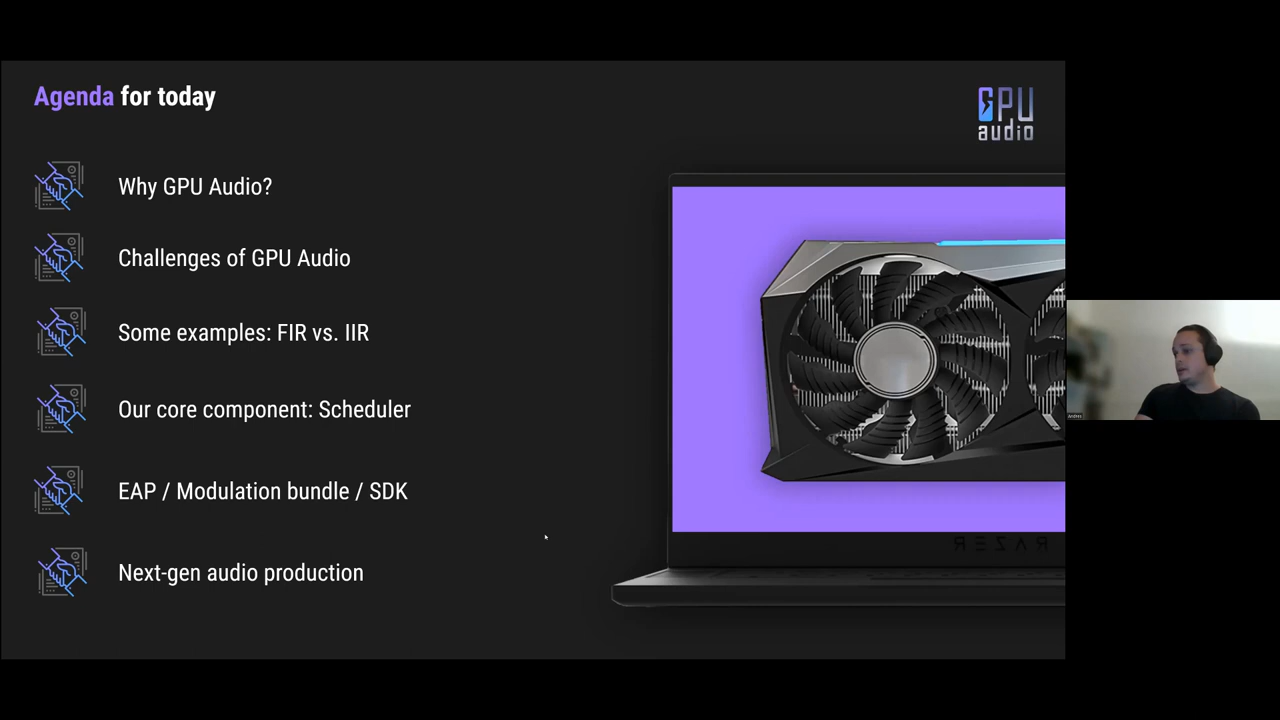 Agenda for today
GPU
audio
Why GPU Audio?
Challenges of GPU Audio
Some examples: FIR vs. IIR
Our core component: Scheduler
EAP / Modulation bundle / SDK
Next-gen audio production
RAZER